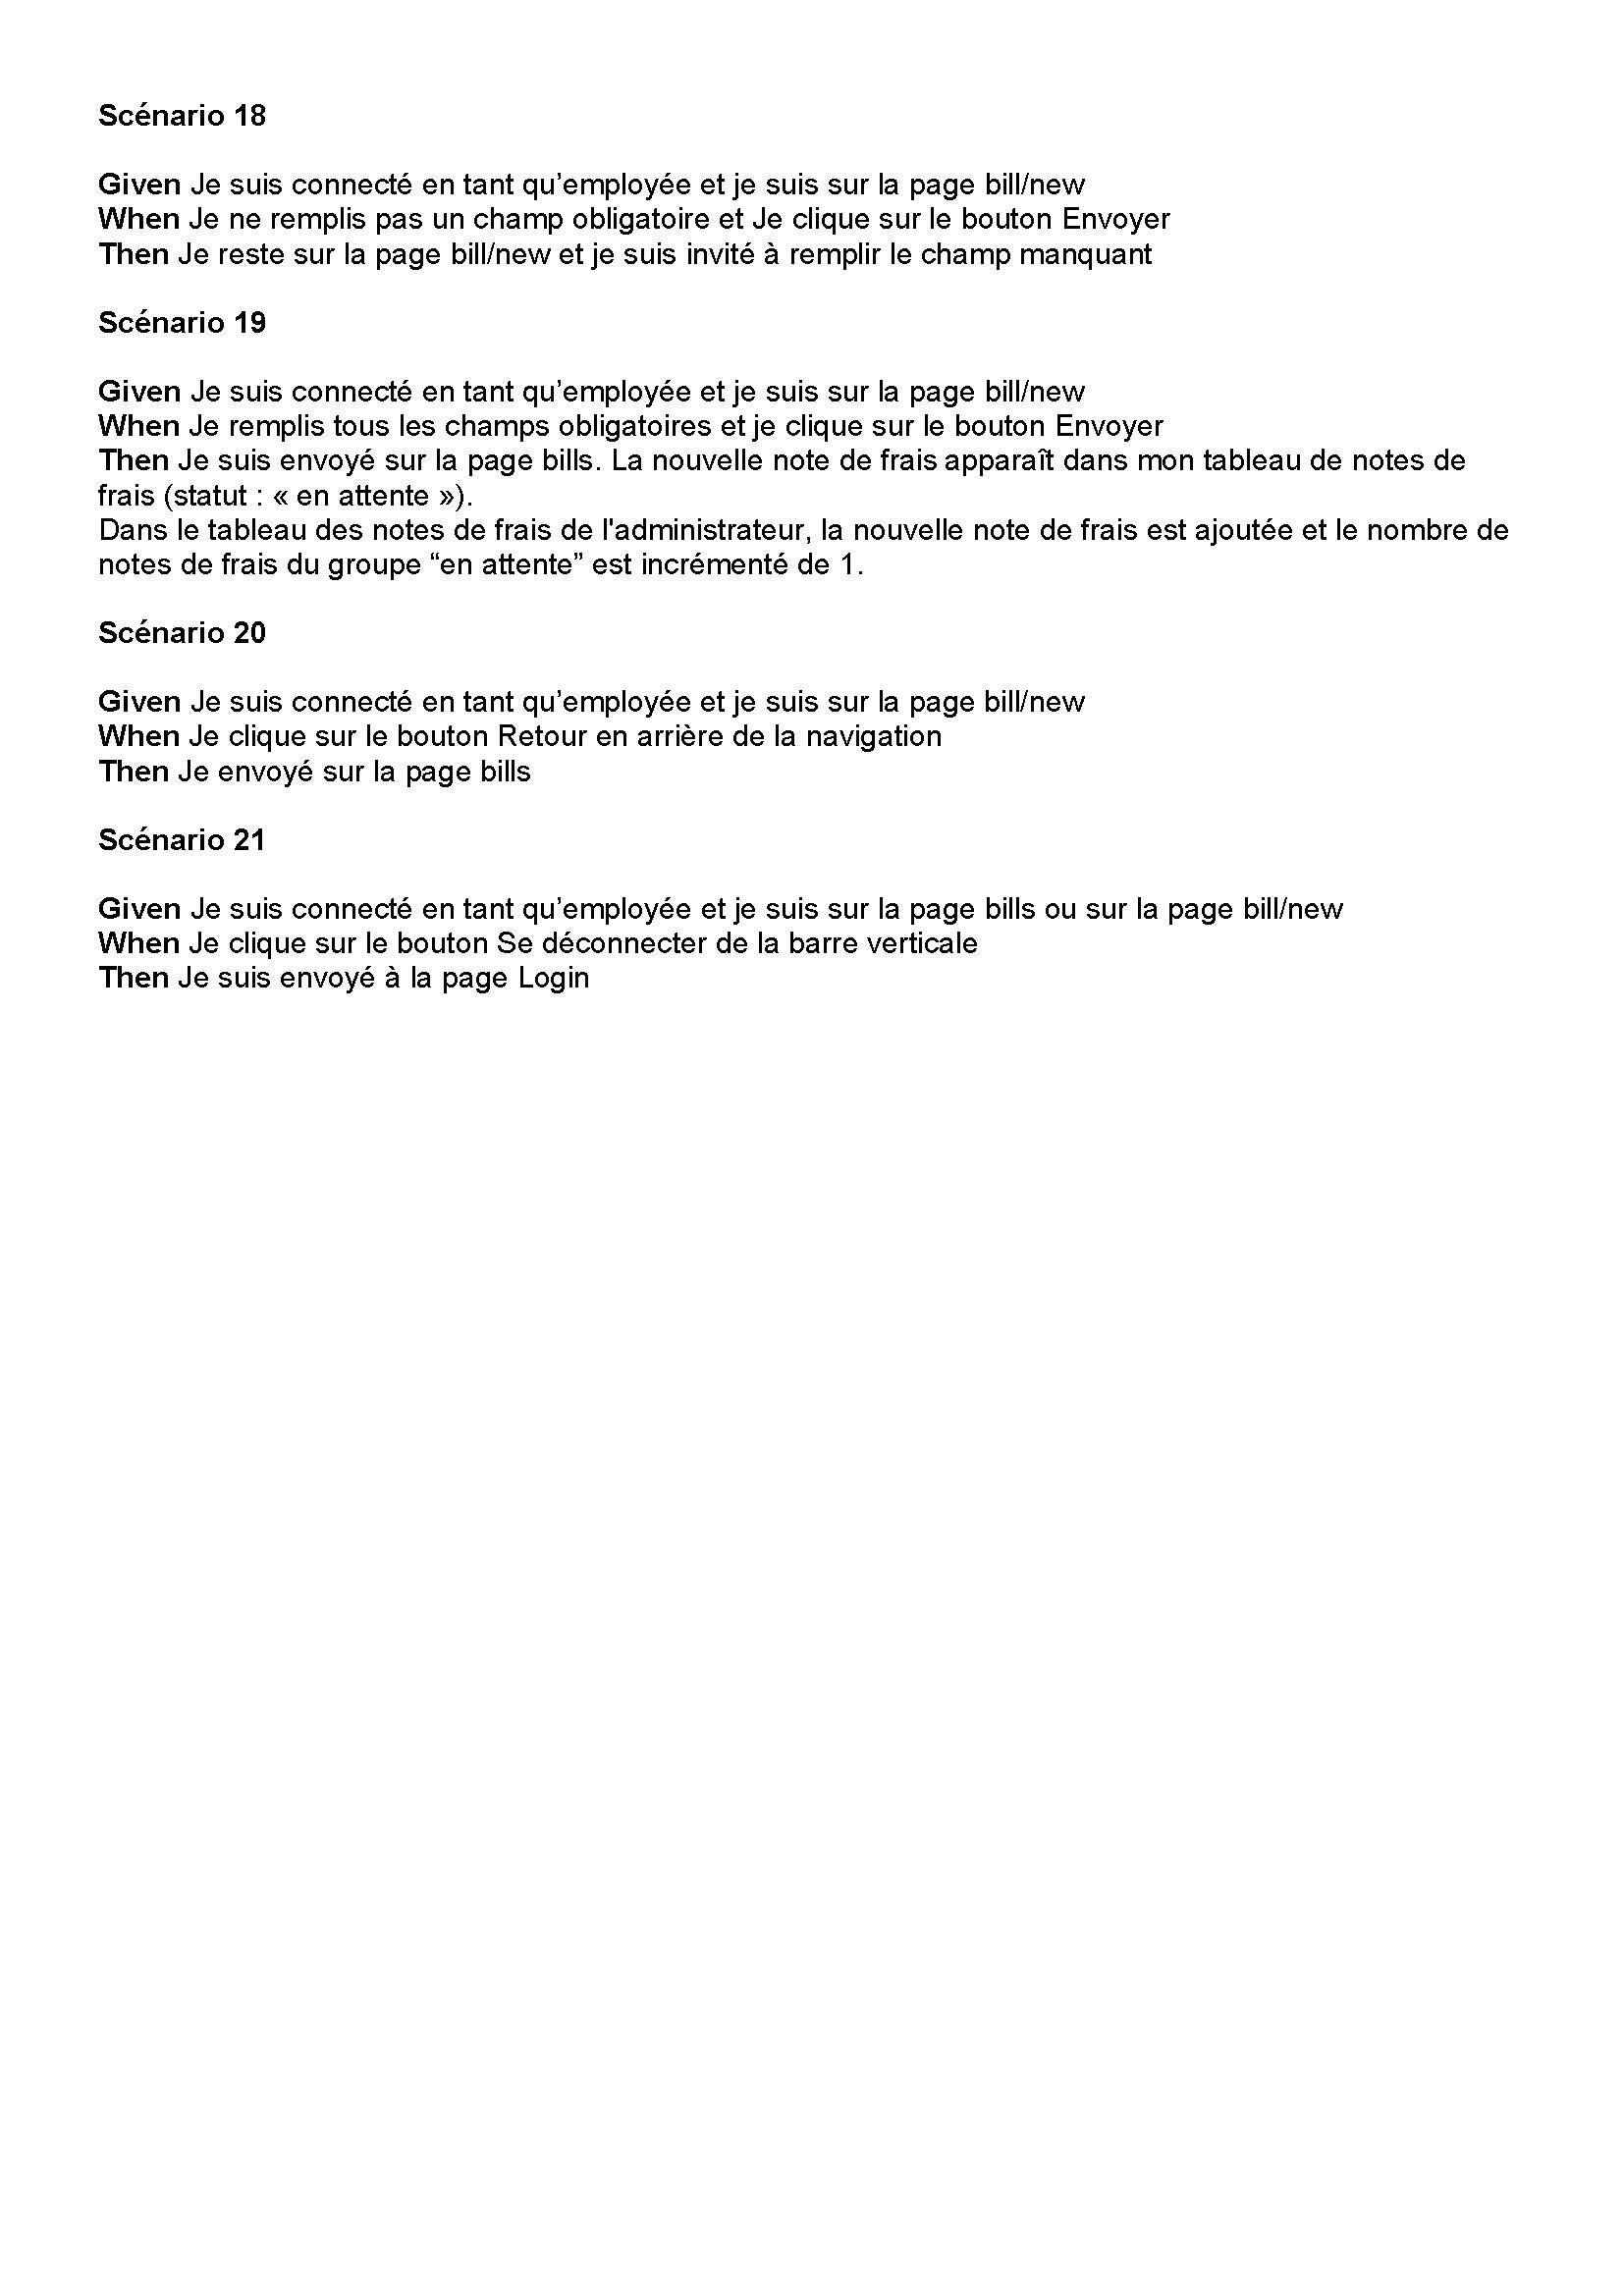 Scénario 18
Given Je suis connecté en tant qu’employée et je suis sur la page bill/new
When Je ne remplis pas un champ obligatoire et Je clique sur le bouton Envoyer
Then Je reste sur la page bill/new et je suis invité à remplir le champ manquant
Scénario 19
Given Je suis connecté en tant qu’employée et je suis sur la page bill/new
When Je remplis tous les champs obligatoires et je clique sur le bouton Envoyer
Then Je suis envoyé sur la page bills. La nouvelle note de frais apparaît dans mon tableau de notes de
frais (statut : « en attente »).
Dans le tableau des notes de frais de l'administrateur, la nouvelle note de frais est ajoutée et le nombre de
notes de frais du groupe “en attente” est incrémenté de 1.
Scénario 20
Given Je suis connecté en tant qu’employée et je suis sur la page bill/new
When Je clique sur le bouton Retour en arrière de la navigation
Then Je envoyé sur la page bills
Scénario 21
Given Je suis connecté en tant qu’employée et je suis sur la page bills ou sur la page bill/new
When Je clique sur le bouton Se déconnecter de la barre verticale
Then Je suis envoyé à la page Login